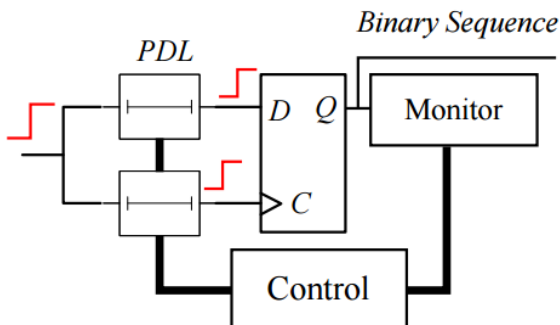 Binary Sequence
PDL
D
Q
Monitor
C
Control